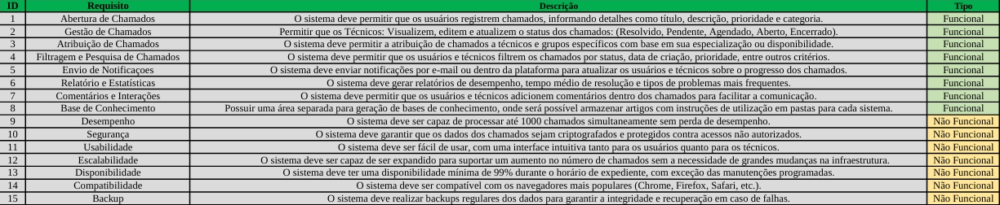 ID Requisito Descrição Tipo
1 Abertura de Chamados O sistema deve permitir que os usuários registrem chamados, informando detalhes como título, descrição, prioridade e categoria. Funcional
2 Gestão de Chamados Permitir que os Técnicos: Visualizem, editem e atualizem o status dos chamados: (Resolvido, Pendente, Agendado, Aberto, Encerrado). Funcional
3 Atribuição de Chamados O sistema deve permitir a atribuição de chamados a técnicos e grupos específicos com base em sua especialização ou disponibilidade. Funcional
4 Filtragem e Pesquisa de Chamados O sistema deve permitir que os usuários e técnicos filtrem os chamados por status, data de criação, prioridade, entre outros critérios. Funcional
5 Envio de Notificaçoes O sistema deve enviar notificações por e-mail ou dentro da plataforma para atualizar os usuários e técnicos sobre o progresso dos chamados. Funcional
6 Relatório e Estatísticas O sistema deve gerar relatórios de desempenho, tempo médio de resolução e tipos de problemas mais frequentes. Funcional
7 Comentários e Interações O sistema deve permitir que os usuários e técnicos adicionem comentários dentro dos chamados para facilitar a comunicação. Funcional
8 Base de Conhecimento Possuir uma área separada para geração de bases de conhecimento, onde será possível armazenar artigos com instruções de utilização em pastas para cada sistema. Funcional
9 Desempenho O sistema deve ser capaz de processar até 1000 chamados simultaneamente sem perda de desempenho. Não Funcional
10 Segurança O sistema deve garantir que os dados dos chamados sejam criptografados e protegidos contra acessos não autorizados. Não Funcional
11 Usabilidade O sistema deve ser fácil de usar, com uma interface intuitiva tanto para os usuários quanto para os técnicos. Não Funcional
12 Escalabilidade O sistema deve ser capaz de ser expandido para suportar um aumento no número de chamados sem a necessidade de grandes mudanças na infraestrutura. Não Funcional
13 Disponibilidade O sistema deve ter uma disponibilidade mínima de 99% durante o horário de expediente, com exceção das manutenções programadas. Não Funcional
14 Compatibilidade O sistema deve ser compatível com os navegadores mais populares (Chrome, Firefox, Safari, etc.). Não Funcional
15 Backup O sistema deve realizar backups regulares dos dados para garantir a integridade e recuperação em caso de falhas. Não Funcional